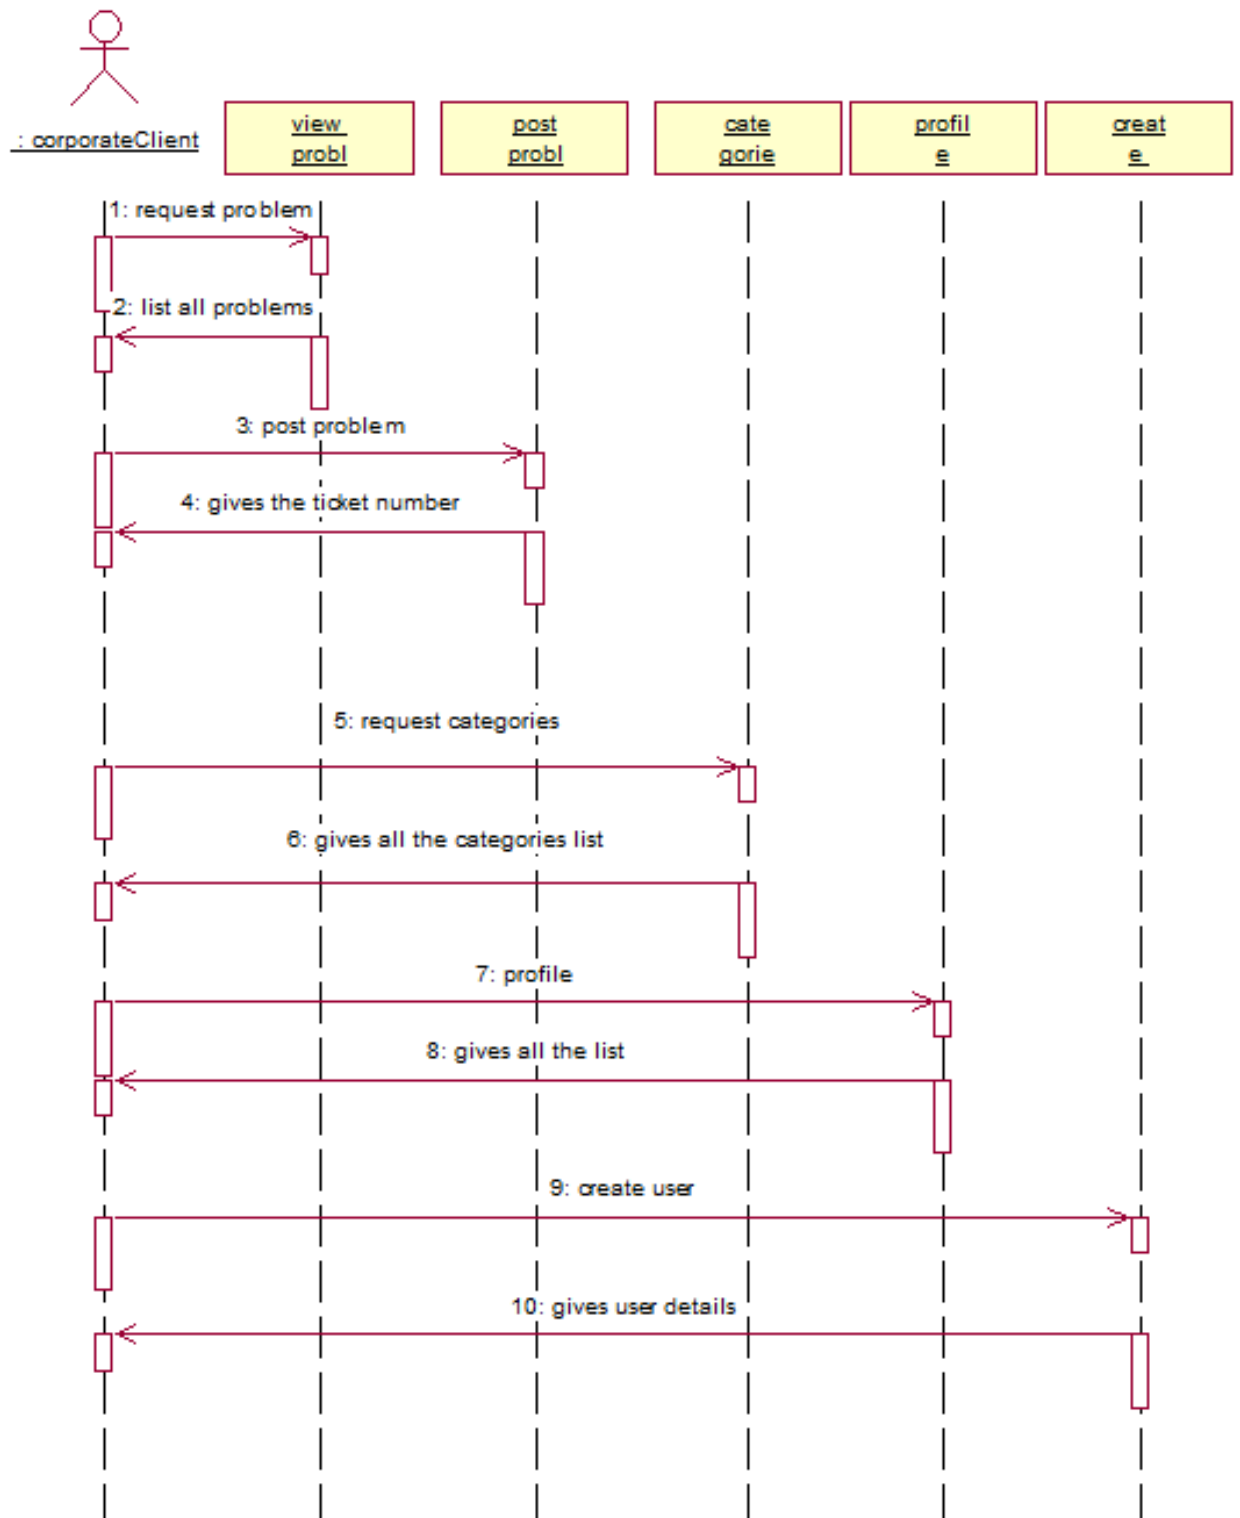 : corporateClient
view
probl
post
probl
cate
gorie
profil
e
creat
e
1: request problem
2: list all problems
3: post problem
4: gives the ticket number
5: request categories
6: gives all the categories list
7: profile
8: gives all the list
9: create user
10: gives user details